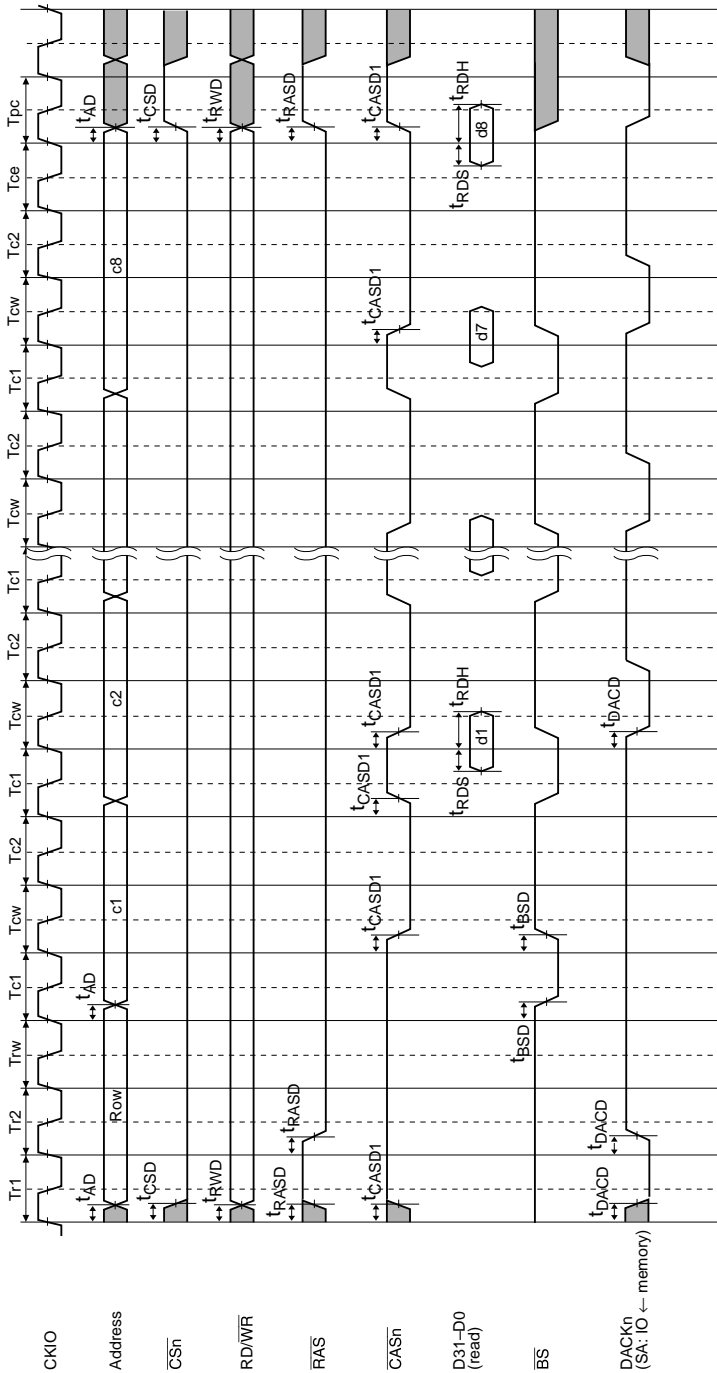 Tr1 Tr2 Trw Tc1 Tcw Tc2 Tc1 Tcw Tc2 Tc1 Tcw Tc2 Tc1 Tcw Tc2 Tce Tpc
CKIO
tAD tAD tAD
Address Row c1 c2 c8
tCSD tCSD
CSn
tRWD tRWD
RD/WR
tRASD tRASD tRASD
RAS
tCASD1 tCASD1 tCASD1 tCASD1 tCASD1 tCASD1
CASn
tRDS tRDH tRDS tRDH
D31–D0 d1 d7 d8
(read)
tBSD tBSD
BS
tDACD tDACD tDACD
DACKn
(SA: IO ← memory)